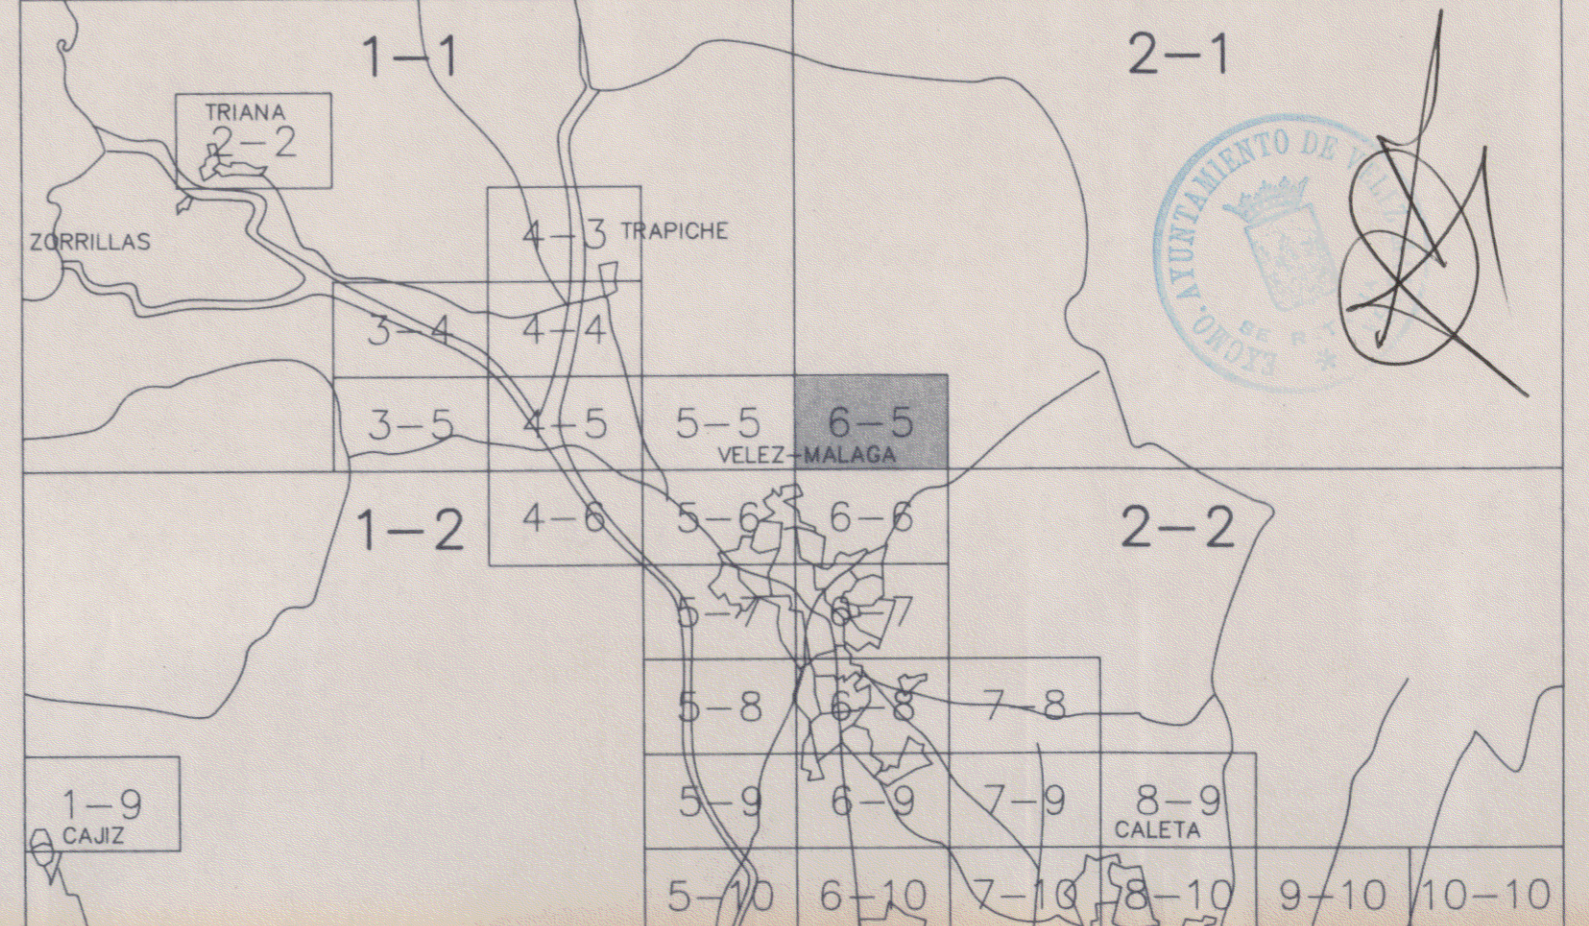 1-1
2-1
TRIANA
2-2
EXCMO. AYUNTAMIENTO DE VELEZ
4-3 TRAPICHE
ZORRILLAS
3-4 4-4
3-5 4-5 5-5 6-5
VELEZ-MALAGA
1-2 4-6 5-6 6-6 2-2
5-7 6-7
5-8 6-8 7-8
1-9
CAJIZ
5-9 6-9 7-9 8-9
CALETA
5-10 6-10 7-10 8-10 9-10 10-10